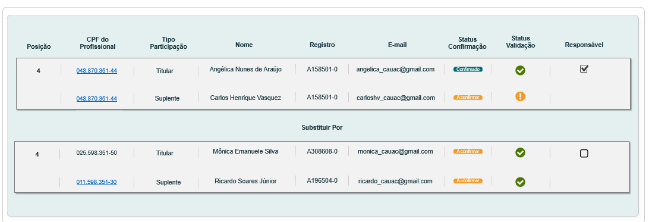 Posição CPF do Profissional Tipo Participação Nome Registro E-mail Status Confirmação Status Validação Responsável
4 048.870.361-44 Titular Angélica Nunes de Araújo A158501-0 angelica_cauac@gmail.com Confirmado
048.870.361-44 Suplente Carlos Henrique Vasquez A158501-0 carloshv_cauac@gmail.com A confirmar
Substituir Por
4 025.598.351-50 Titular Mônica Emanuele Silva A308608-0 monica_cauac@gmail.com A confirmar
011.598.351-30 Suplente Ricardo Soares Júnior A196504-0 ricardo_cauac@gmail.com A confirmar